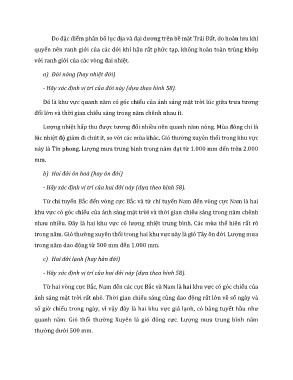 Do đặc điểm phân bố lục địa và đại dương trên bề mặt Trái Đất, do hoàn lưu khí
quyển nên ranh giới của các đới khí hậu rất phức tạp, không hoàn toàn trùng khớp
với ranh giới của các vòng đai nhiệt.
a) Đới nóng (hay nhiệt đới)
- Hãy xác định vị trí của đới này (dựa theo hình 58).
Đó là khu vực quanh năm có góc chiếu của ánh sáng mặt trời lúc giữa trưa tương
đối lớn và thời gian chiếu sáng trong năm chênh nhau ít.
Lượng nhiệt hấp thu được tương đối nhiều nên quanh năm nóng. Mùa đông chỉ là
lúc nhiệt độ giảm đi chút ít, so với các mùa khác. Gió thường xuyên thổi trong khu vực
này là Tín phong. Lượng mưa trung bình trong năm đạt từ 1.000 mm đến trên 2.000
mm.
b) Hai đới ôn hoà (hay ôn đới)
- Hãy xác định vị trí của hai đới này (dựa theo hình 58).
Từ chí tuyến Bắc đến vòng cực Bắc và từ chí tuyến Nam đến vòng cực Nam là hai
khu vực có góc chiếu của ánh sáng mặt trời và thời gian chiếu sáng trong năm chênh
nhau nhiều. Đây là hai khu vực có lượng nhiệt trung bình. Các mùa thể hiện rất rõ
trong năm. Gió thường xuyên thổi trong hai khu vực này là gió Tây ôn đới. Lượng mưa
trong năm dao động từ 500 mm đến 1.000 mm.
c) Hai đới lạnh (hay hàn đới)
- Hãy xác định vị trí của hai đới này (dựa theo hình 58).
Từ hai vòng cực Bắc, Nam đến các cực Bắc và Nam là hai khu vực có góc chiếu của
ánh sáng mặt trời rất nhỏ. Thời gian chiếu sáng cũng dao động rất lớn về số ngày và
số giờ chiếu trong ngày, vì vậy đây là hai khu vực giá lạnh, có băng tuyết hầu như
quanh năm. Gió thổi thường Xuyên là gió đông cực. Lượng mưa trung bình năm
thường dưới 500 mm.